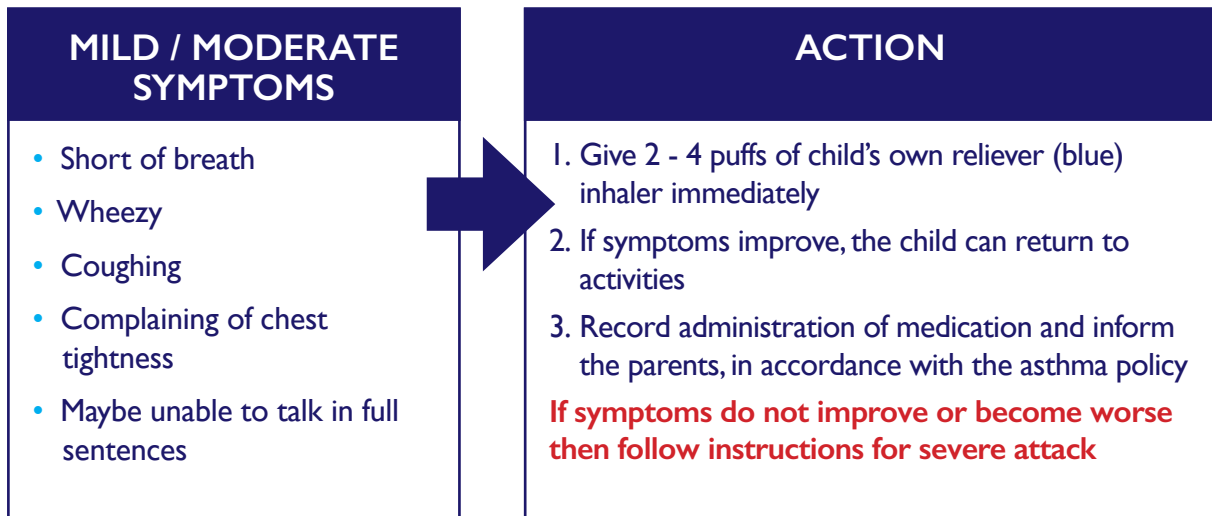 MILD / MODERATE
SYMPTOMS
• Short of breath
• Wheezy
• Coughing
• Complaining of chest
tightness
• Maybe unable to talk in full
sentences
ACTION
1. Give 2 - 4 puffs of child’s own reliever (blue)
inhaler immediately
2. If symptoms improve, the child can return to
activities
3. Record administration of medication and inform
the parents, in accordance with the asthma policy
If symptoms do not improve or become worse
then follow instructions for severe attack